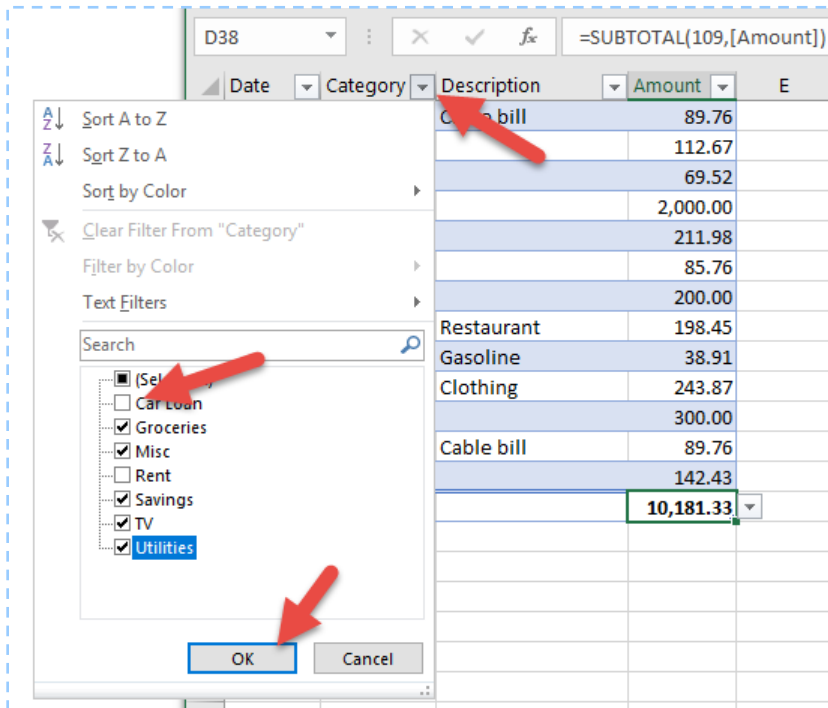 D38 fx =SUBTOTAL(109,[Amount])
Date Category Description Amount E
Sort A to Z
Sort Z to A
Sort by Color
Clear Filter From "Category"
Filter by Color
Text Filters
Search
Car Loan
Groceries
Misc
Rent
Savings
TV
Utilities
OK Cancel
bill 89.76
112.67
69.52
2,000.00
211.98
85.76
200.00
Restaurant 198.45
Gasoline 38.91
Clothing 243.87
300.00
Cable bill 89.76
142.43
10,181.33